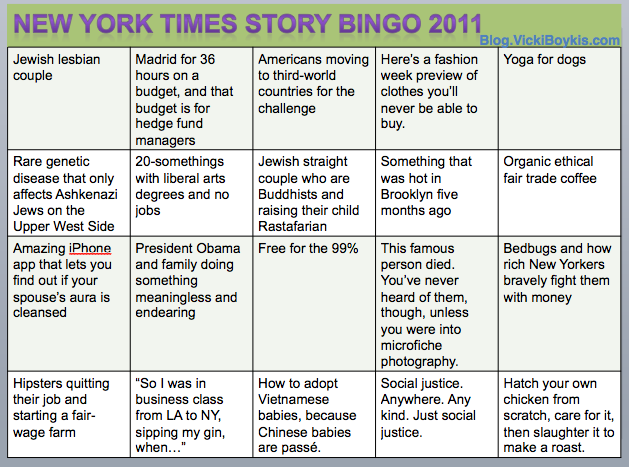 NEW YORK TIMES STORY BINGO 2011
Blog.VickiBoykis.com
Jewish lesbian
couple
Madrid for 36
hours on a
budget, and that
budget is for
hedge fund
managers
Americans moving
to third-world
countries for the
challenge
Here's a fashion
week preview of
clothes you'll
never be able to
buy.
Yoga for dogs
Rare genetic
disease that only
affects Ashkenazi
Jews on the
Upper West Side
20-somethings
with liberal arts
degrees and no
jobs
Jewish straight
couple who are
Buddhists and
raising their child
Rastafarian
Something that
was hot in
Brooklyn five
months ago
Organic ethical
fair trade coffee
Amazing iPhone
app that lets you
find out if your
spouse's aura is
cleansed
President Obama
and family doing
something
meaningless and
endearing
Free for the 99%
This famous
person died.
You've never
heard of them,
though, unless
you were into
microfiche
photography.
Bedbugs and how
rich New Yorkers
bravely fight them
with money
Hipsters quitting
their job and
starting a fair-
wage farm
"So I was in
business class
from LA to NY,
sipping my gin,
when…"
How to adopt
Vietnamese
babies, because
Chinese babies
are passé.
Social justice.
Anywhere. Any
kind. Just social
justice.
Hatch your own
chicken from
scratch, care for it,
then slaughter it to
make a roast.